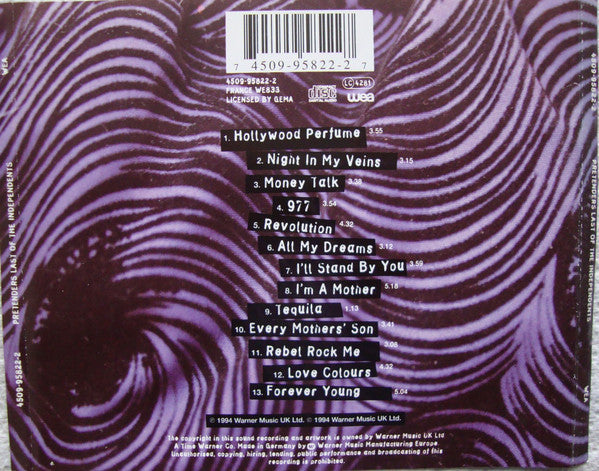 7 4509-95822-2 7
4509-95822-2
FRANCE WE833
LICENSED BY GEMA
COMPACT
disc
DIGITAL AUDIO
LC 4281
wea
1. Hollywood Perfume 3.55
2. Night In My Veins 3.15
3. Money Talk 3.38
4. 977 3.54
5. Revolution 4.32
6. All My Dreams 3.12
7. I'll Stand By You 3.59
8. I'm A Mother 5.18
9. Tequila 1.13
10. Every Mothers' Son 3.41
11. Rebel Rock Me 3.08
12. Love Colours 4.32
13. Forever Young 5.04
℗ 1994 Warner Music UK Ltd. © 1994 Warner Music UK Ltd.
The copyright in this sound recording and artwork is owned by Warner Music UK Ltd
A Time Warner Co. Made in Germany by Warner Music Manufacturing Europe.
Unauthorised, copying, hiring, lending, public performance and broadcasting of this
recording is prohibited.
WEA
PRETENDERS LAST OF THE INDEPENDENTS
4509-95822-2
4509-95822-2
PRETENDERS LAST OF THE INDEPENDENTS
WEA